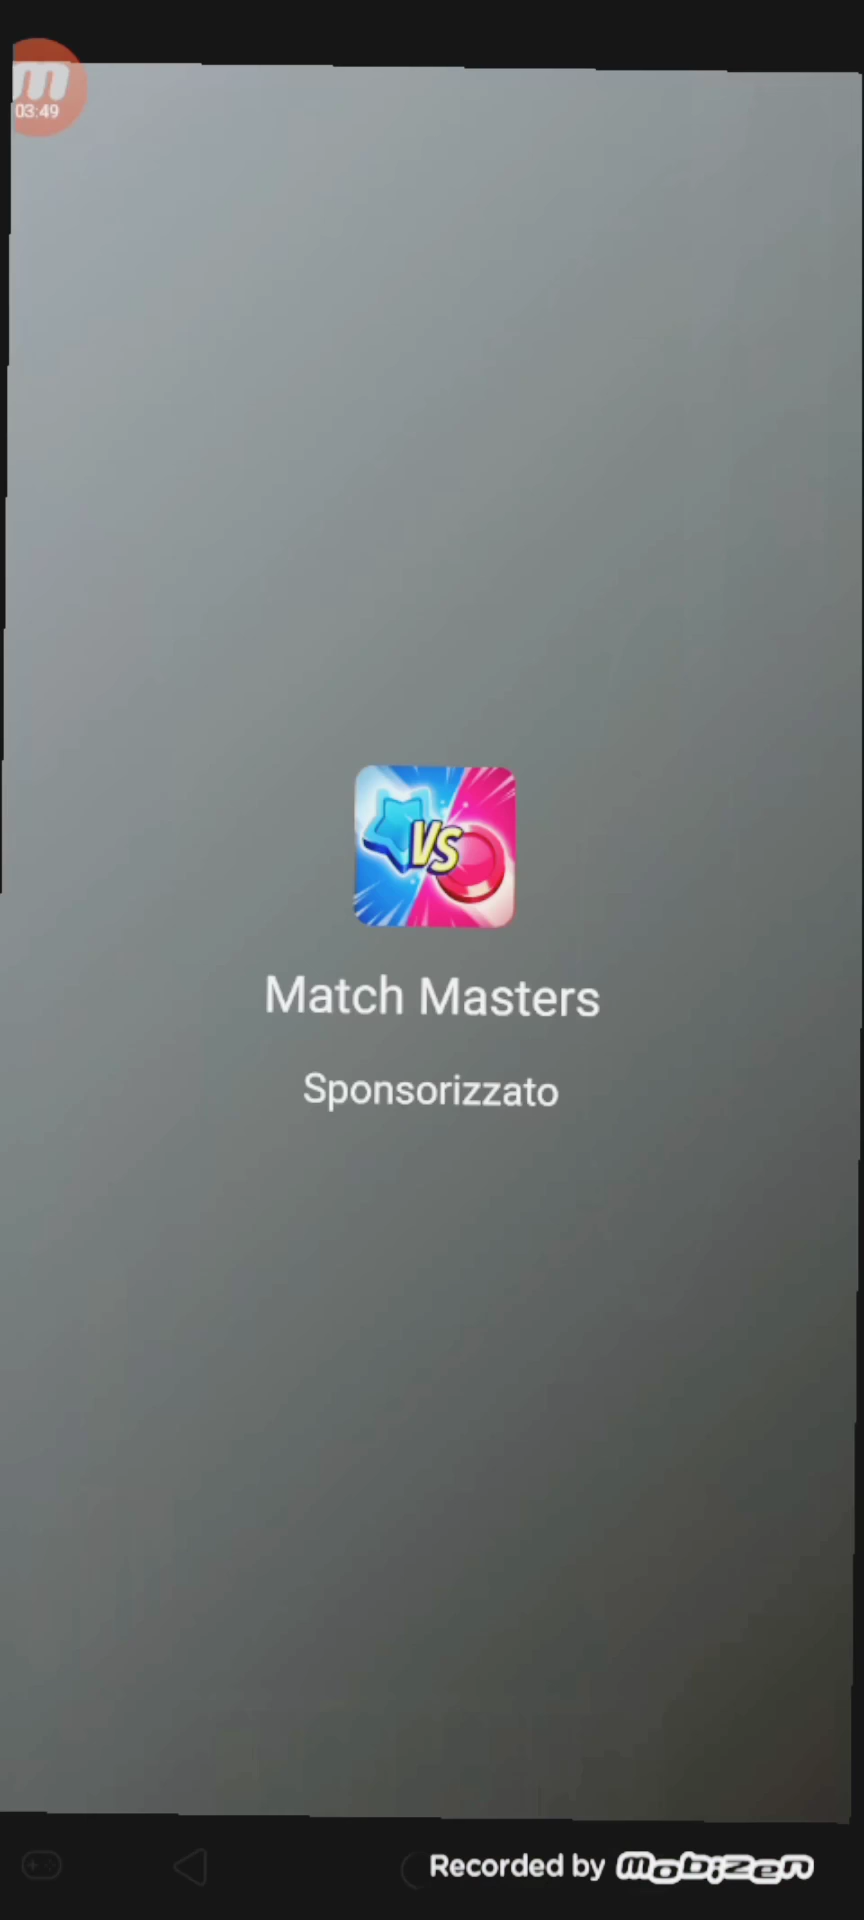 m
03:49
VS
Match Masters
Sponsorizzato
Recorded by mobizen